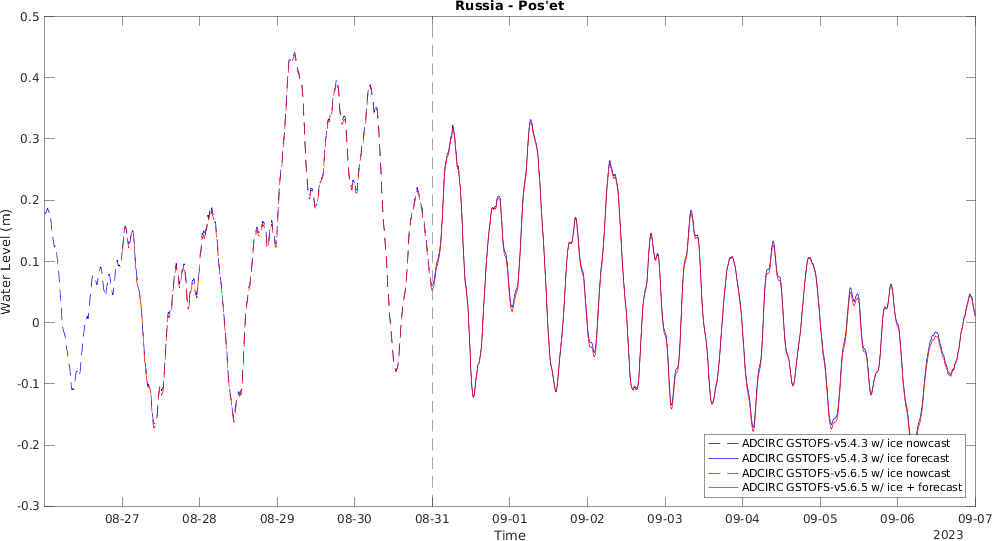 Russia - Pos'et
0.5
0.4
0.3
0.2
0.1
0
-0.1
-0.2
-0.3
Water Level (m)
ADCIRC GSTOFS-v5.4.3 w/ ice nowcast
ADCIRC GSTOFS-v5.4.3 w/ ice forecast
ADCIRC GSTOFS-v5.6.5 w/ ice nowcast
ADCIRC GSTOFS-v5.6.5 w/ ice + forecast
08-27 08-28 08-29 08-30 08-31 09-01 09-02 09-03 09-04 09-05 09-06 09-07
Time
2023